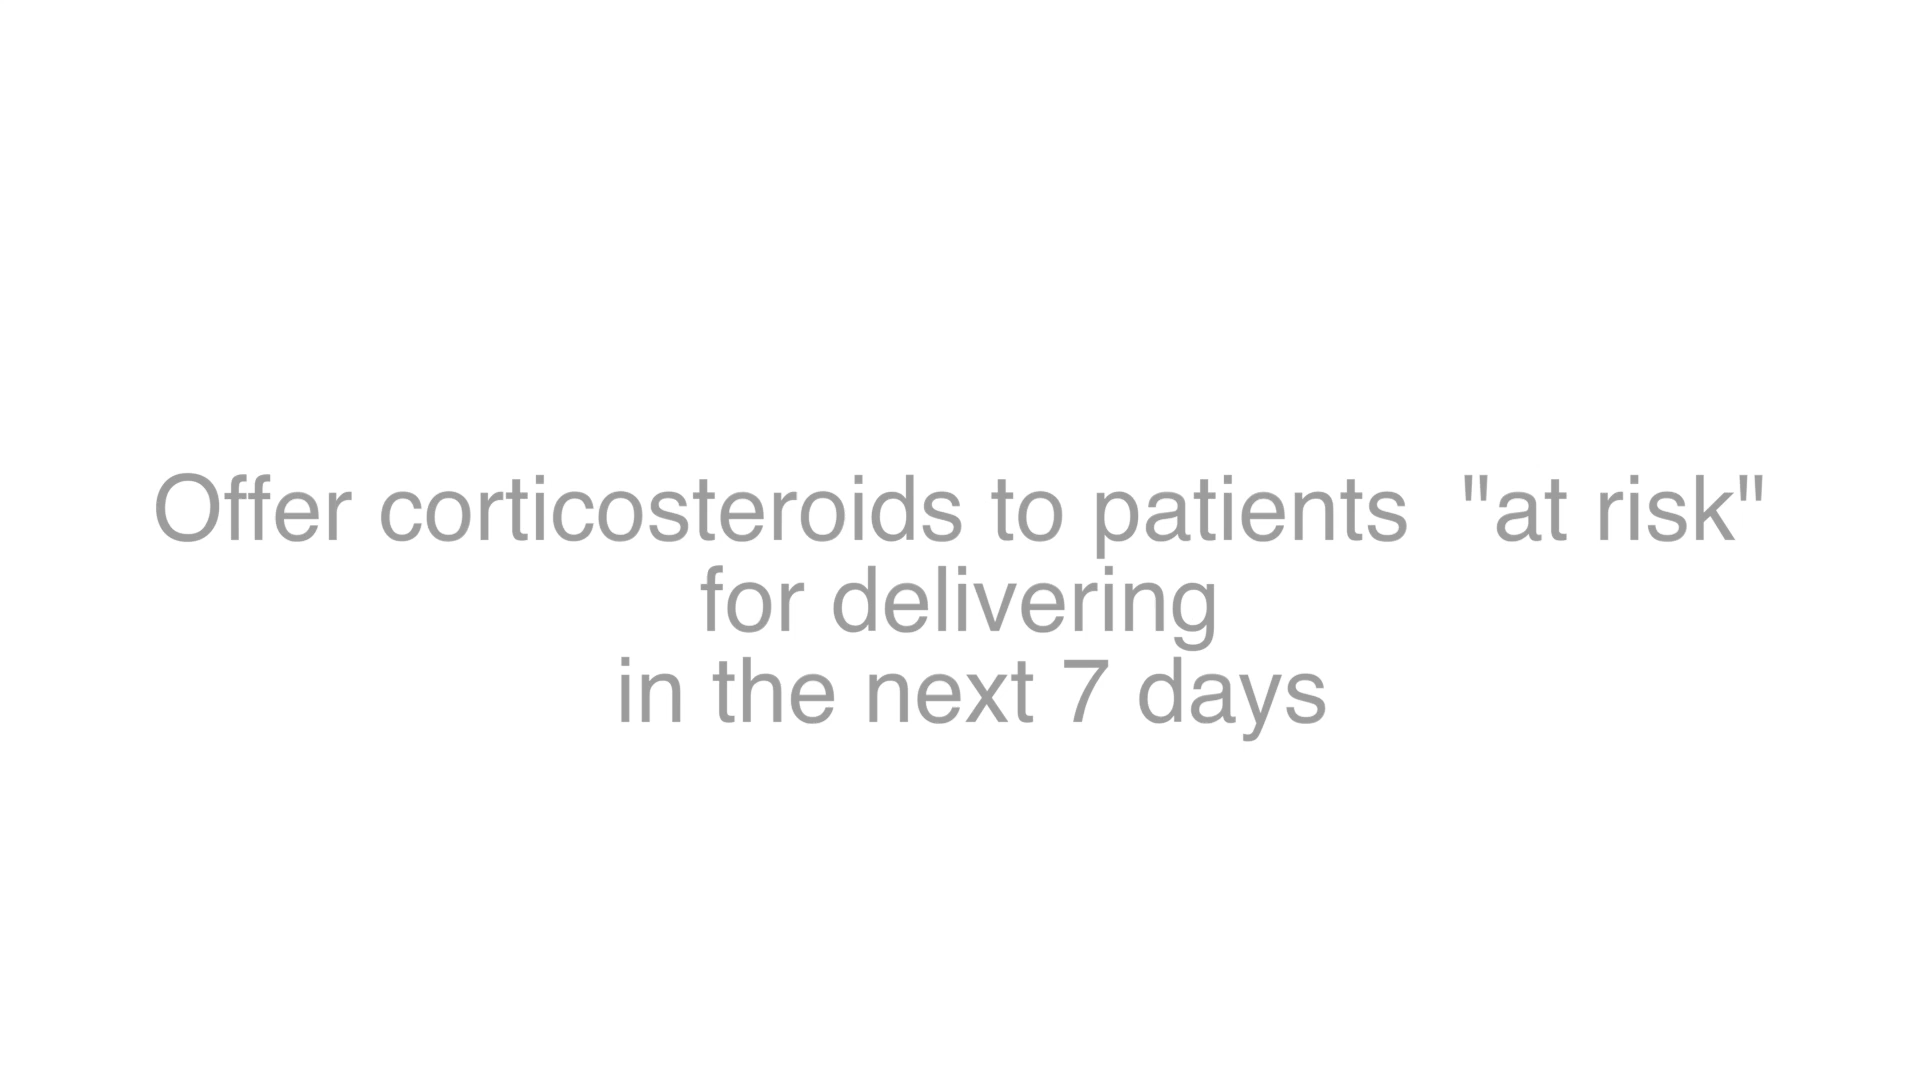 Offer corticosteroids to patients  "at risk"
for delivering
in the next 7 days